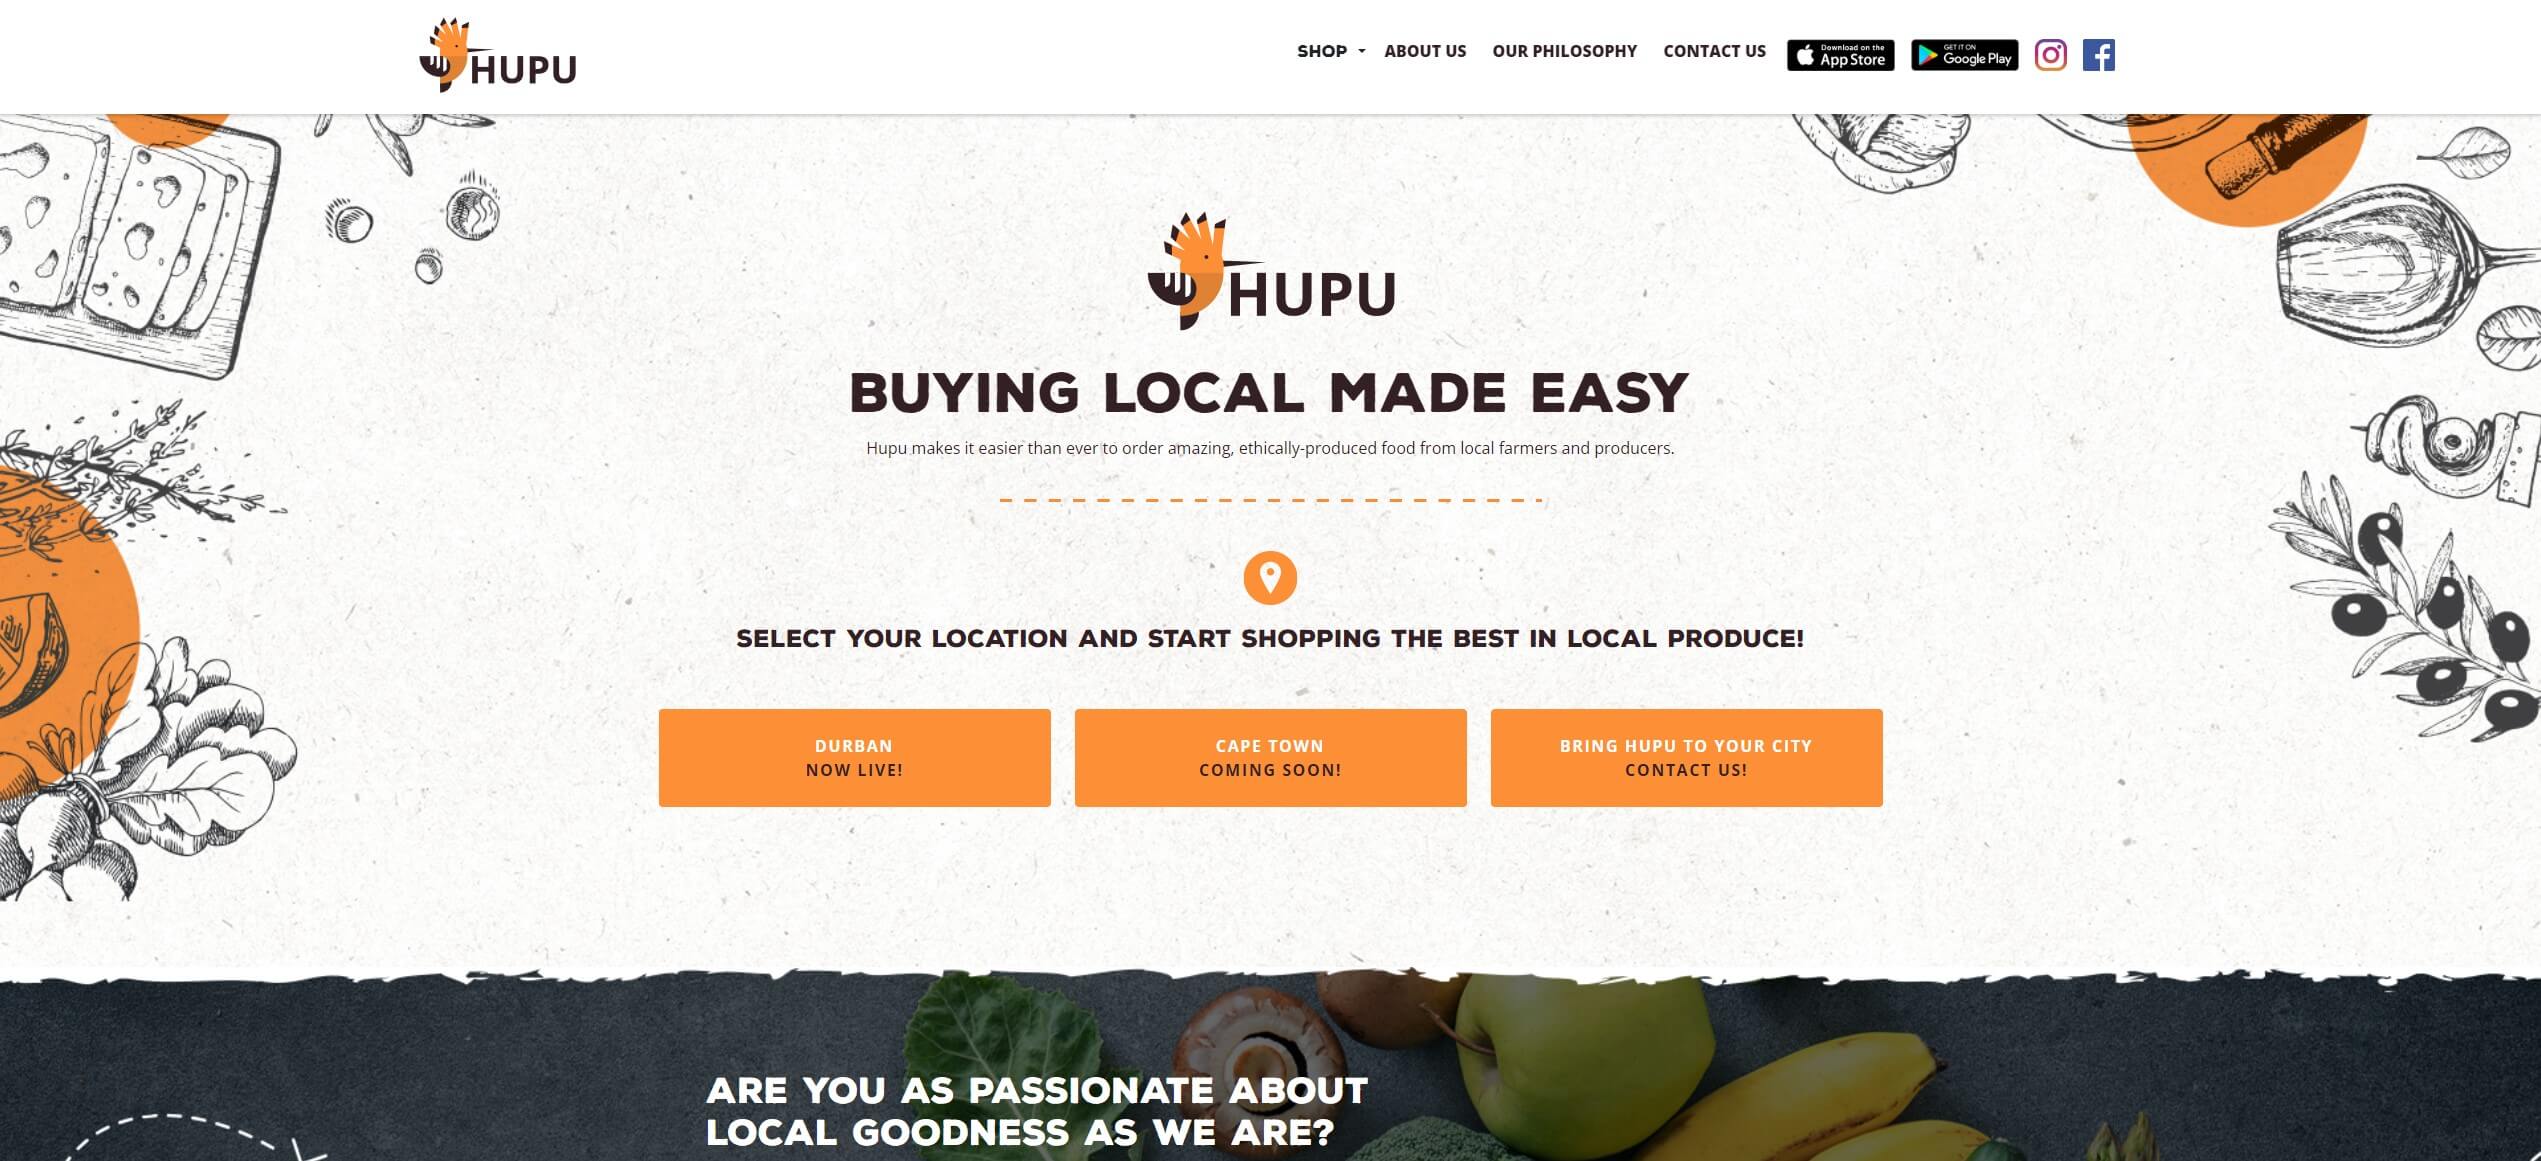 HUPU
SHOP
ABOUT US
OUR PHILOSOPHY
CONTACT US
Download on the
App Store
GET IT ON
Google Play
HUPU
BUYING LOCAL MADE EASY
Hupu makes it easier than ever to order amazing, ethically-produced food from local farmers and producers.
SELECT YOUR LOCATION AND START SHOPPING THE BEST IN LOCAL PRODUCE!
DURBAN
NOW LIVE!
CAPE TOWN
COMING SOON!
BRING HUPU TO YOUR CITY
CONTACT US!
ARE YOU AS PASSIONATE ABOUT
LOCAL GOODNESS AS WE ARE?